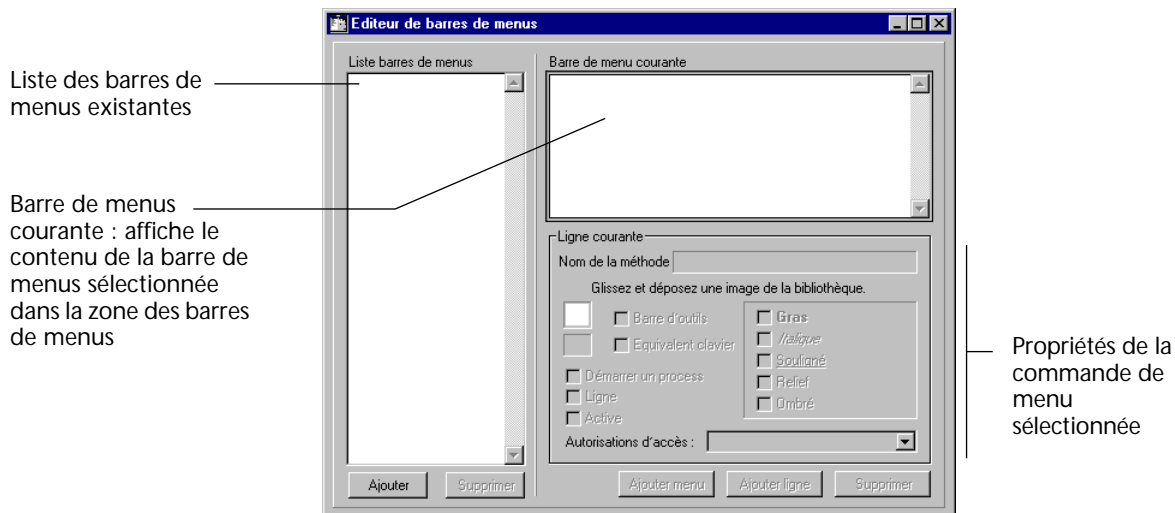 Editeur de barres de menus
Liste barres de menus
Barre de menu courante
Liste des barres de
menus existantes
Barre de menus
courante : affiche le
contenu de la barre de
menus sélectionnée
dans la zone des barres
de menus
Ligne courante
Nom de la méthode
Glissez et déposez une image de la bibliothèque.
Barre d'outils
Equivalent clavier
Démarrer un process
Ligne
Active
Gras
Italique
Souligné
Relief
Ombré
Autorisations d'accès :
Propriétés de la
commande de
menu
sélectionnée
Ajouter
Supprimer
Ajouter menu
Ajouter ligne
Supprimer